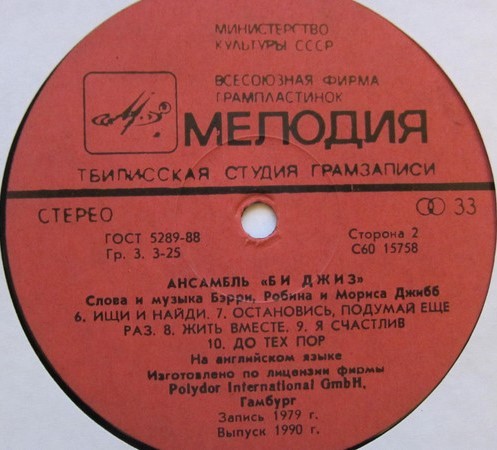 МИНИСТЕРСТВО
КУЛЬТУРЫ СССР
ВСЕСОЮЗНАЯ ФИРМА
ГРАМПЛАСТИНОК
МЕЛОДИЯ
ТБИЛИССКАЯ СТУДИЯ ГРАМЗАПИСИ
СТЕРЕО
33
ГОСТ 5289-88
Сторона 2
Гр. 3. 3-25
С60 15758
АНСАМБЛЬ «БИ ДЖИЗ»
Слова и музыка Бэрри, Робина и Мориса Джибб
6. ИЩИ И НАЙДИ. 7. ОСТАНОВИСЬ, ПОДУМАЙ ЕЩЕ
РАЗ. 8. ЖИТЬ ВМЕСТЕ. 9. Я СЧАСТЛИВ
10. ДО ТЕХ ПОР
На английском языке
Изготовлено по лицензии фирмы
Polydor International GmbH,
Гамбург
Запись 1979 г.
Выпуск 1990 г.